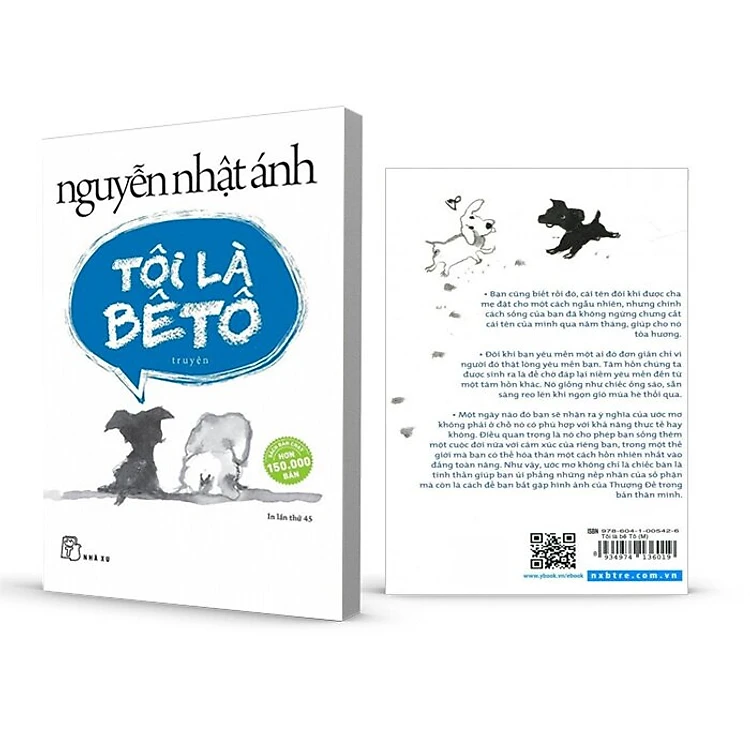 nguyễn nhật ánh
TÔI LÀ
BÊTÔ
truyện
SÁCH BÁN CHẠY
HƠN
150.000
BẢN
In lần thứ 45
NHÀ XU
• Bạn cũng biết rồi đó, cái tên đôi khi được cha
mẹ đặt cho một cách ngẫu nhiên, nhưng chính
cách sống của bạn đã không ngừng chưng cất
cái tên của mình qua năm tháng, giúp cho nó
tỏa hương.
• Đôi khi bạn yêu mến một ai đó đơn giản chỉ vì
người đó thật lòng yêu mến bạn. Tâm hồn chúng ta
được sinh ra là để chờ đáp lại niềm yêu mến đến từ
một tâm hồn khác. Nó giống như chiếc ống sáo, sẵn
sàng reo lên khi ngọn gió mùa hè thổi qua.
• Một ngày nào đó bạn sẽ nhận ra ý nghĩa của ước mơ
không phải ở chỗ nó có phù hợp với khả năng thực tế hay
không. Điều quan trọng là nó cho phép bạn sống thêm
một cuộc đời nữa với cảm xúc của riêng bạn, trong một thế
giới mà bạn có thể hóa thân một cách hồn nhiên nhất vào
đấng toàn năng. Như vậy, ước mơ không chỉ là chiếc bàn là
tinh thần giúp bạn ủi phẳng những nếp nhăn của số phận
mà còn là cách để bạn bắt gặp hình ảnh của Thượng Đế trong
bản thân mình.
ISBN 978-604-1-00542-6
Tôi là bê Tô (M)
8 934974 136019
www.ybook.vn/ebook
nxbtre.com.vn